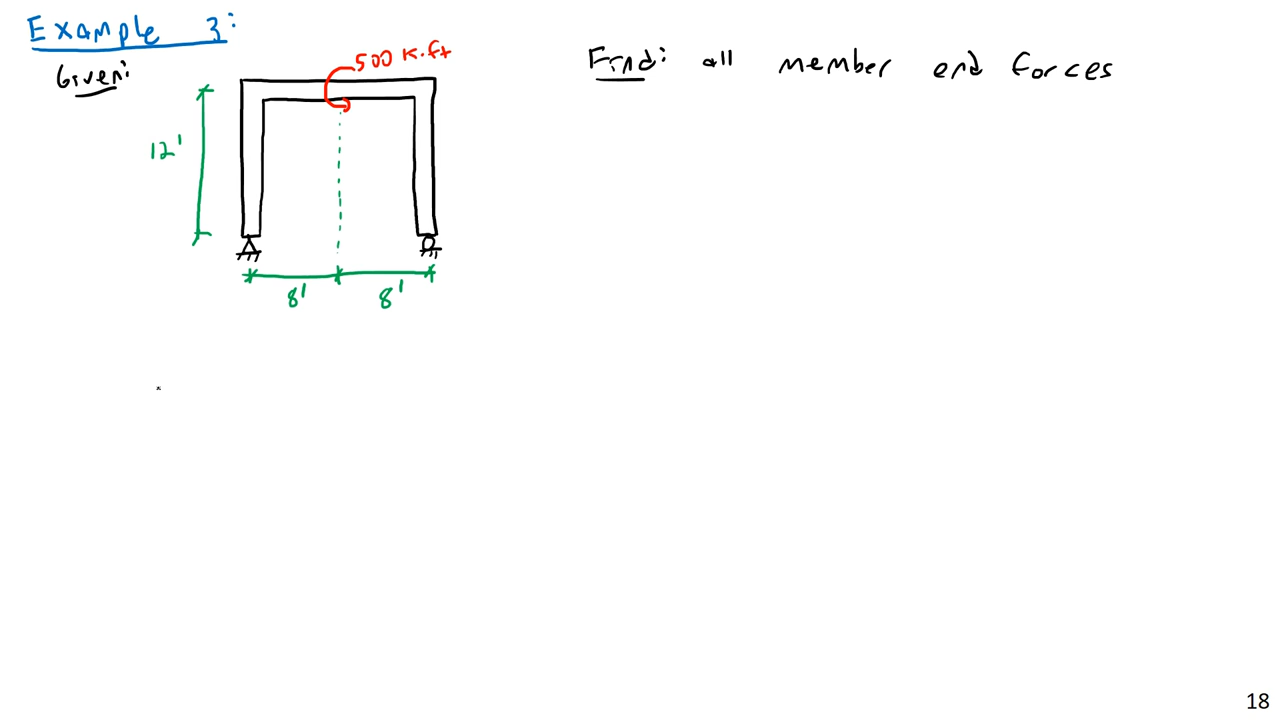 Example 3:
Given:
500 K.ft
Find: all member end forces
12'
8' 8'
18